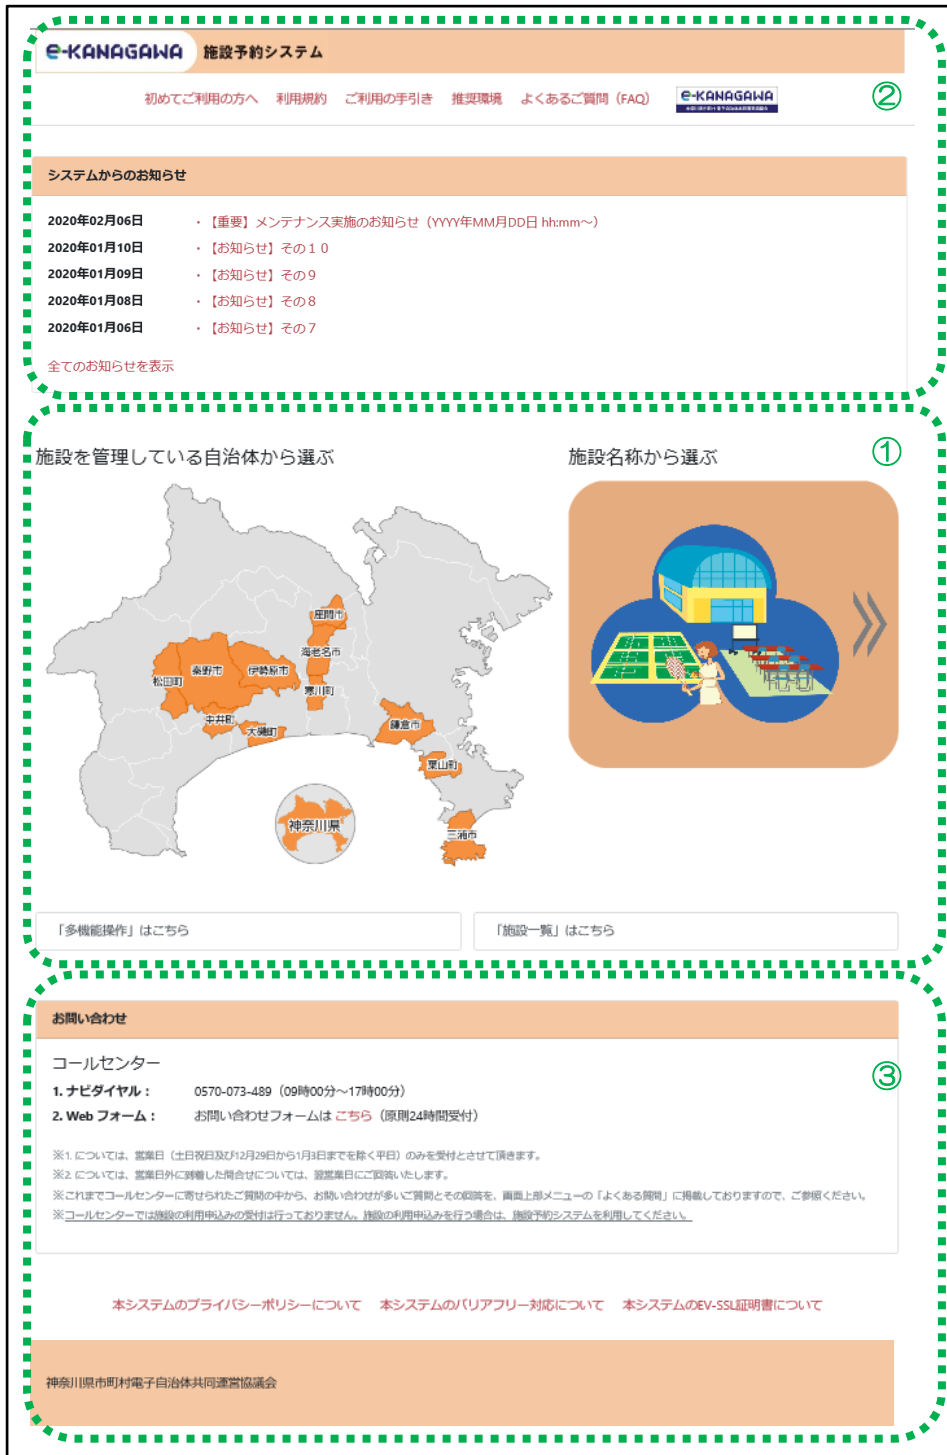 e-KANAGAWA 施設予約システム
初めてご利用の方へ 利用規約 ご利用の手引き 推奨環境 よくあるご質問（FAQ） e-KANAGAWA
②
システムからのお知らせ
2020年02月06日 ・【重要】メンテナンス実施のお知らせ（YYYY年MM月DD日 hh:mm～）
2020年01月10日 ・【お知らせ】その１０
2020年01月09日 ・【お知らせ】その９
2020年01月08日 ・【お知らせ】その８
2020年01月06日 ・【お知らせ】その７
全てのお知らせを表示
①
施設を管理している自治体から選ぶ 施設名称から選ぶ
座間市
海老名市
秦野市 伊勢原市
松田町
寒川町
中井町
大磯町
鎌倉市
葉山町
神奈川県
三浦市
「多機能操作」はこちら 「施設一覧」はこちら
お問い合わせ
コールセンター
③
1. ナビダイヤル： 0570-073-489（09時00分～17時00分）
2. Web フォーム： お問い合わせフォームは こちら（原則24時間受付）
※1. については、営業日（土日祝日及び12月29日から1月3日までを除く平日）のみを受付とさせて頂きます。
※2. については、営業日外に到着した問合せについては、翌営業日にご回答いたします。
※これまでコールセンターに寄せられたご質問の中から、お問い合わせが多いご質問とその回答を、画面上部メニューの「よくある質問」に掲載しておりますので、ご参照ください。
※コールセンターでは施設の利用申込みの受付は行っておりません。施設の利用申込みを行う場合は、施設予約システムを利用してください。
本システムのプライバシーポリシーについて 本システムのバリアフリー対応について 本システムのEV-SSL証明書について
神奈川県市町村電子自治体共同運営協議会